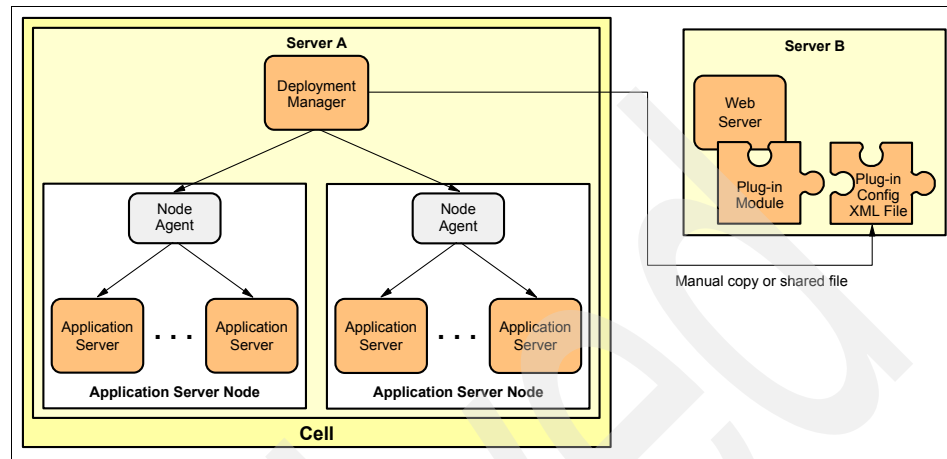 Server A
Deployment
Manager
Node
Agent
Node
Agent
Application
Server
. . .
Application
Server
Application
Server
. . .
Application
Server
Application Server Node
Application Server Node
Cell
Server B
Web
Server
Plug-in
Module
Plug-in
Config
XML File
Manual copy or shared file